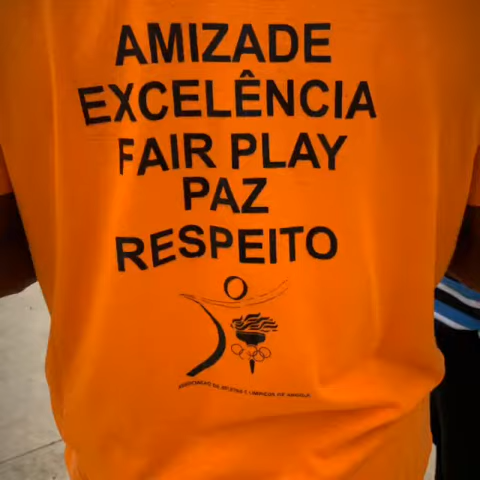 AMIZADE
EXCELÊNCIA
FAIR PLAY
PAZ
RESPEITO